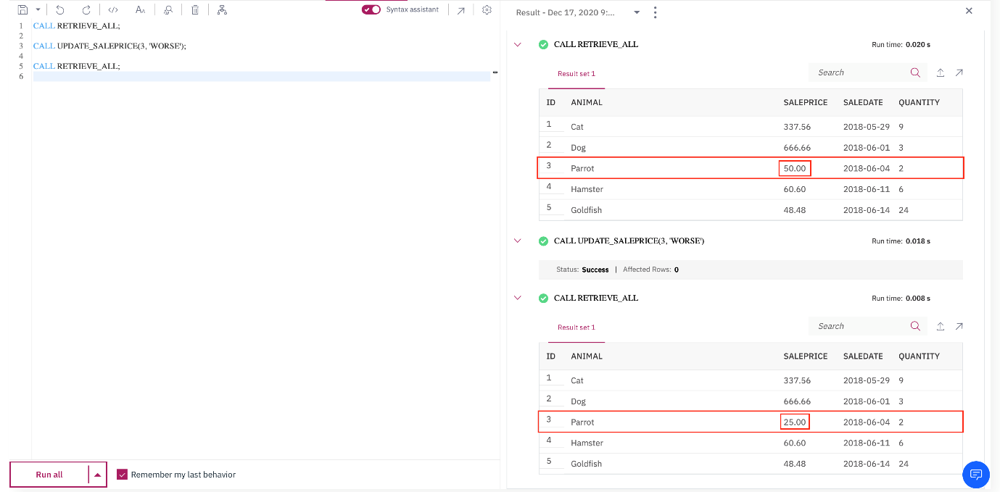 </>
AA
Syntax assistant
1 CALL RETRIEVE_ALL;
2
3 CALL UPDATE_SALEPRICE(3, 'WORSE');
4
5 CALL RETRIEVE_ALL;
6
Run all
Remember my last behavior
Result - Dec 17, 2020 9:...
CALL RETRIEVE_ALL Run time: 0.020 s
Result set 1 Search
ID ANIMAL SALEPRICE SALEDATE QUANTITY
1 Cat 337.56 2018-05-29 9
2 Dog 666.66 2018-06-01 3
3 Parrot 50.00 2018-06-04 2
4 Hamster 60.60 2018-06-11 6
5 Goldfish 48.48 2018-06-14 24
CALL UPDATE_SALEPRICE(3, 'WORSE') Run time: 0.018 s
Status: Success | Affected Rows: 0
CALL RETRIEVE_ALL Run time: 0.008 s
Result set 1 Search
ID ANIMAL SALEPRICE SALEDATE QUANTITY
1 Cat 337.56 2018-05-29 9
2 Dog 666.66 2018-06-01 3
3 Parrot 25.00 2018-06-04 2
4 Hamster 60.60 2018-06-11 6
5 Goldfish 48.48 2018-06-14 24